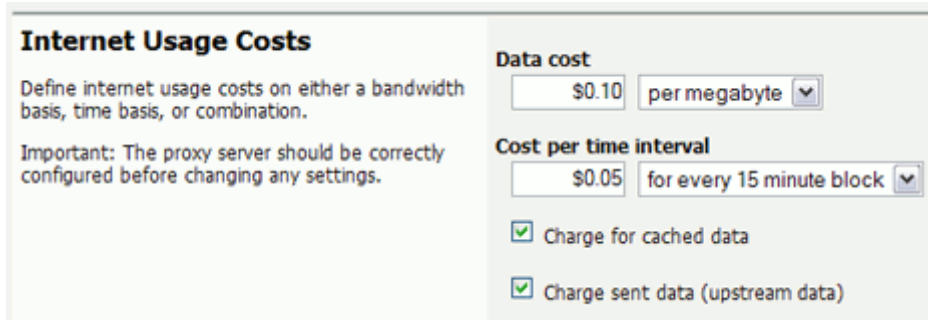 Internet Usage Costs
Define internet usage costs on either a bandwidth
basis, time basis, or combination.
Important: The proxy server should be correctly
configured before changing any settings.
Data cost
$0.10 per megabyte
Cost per time interval
$0.05 for every 15 minute block
Charge for cached data
Charge sent data (upstream data)